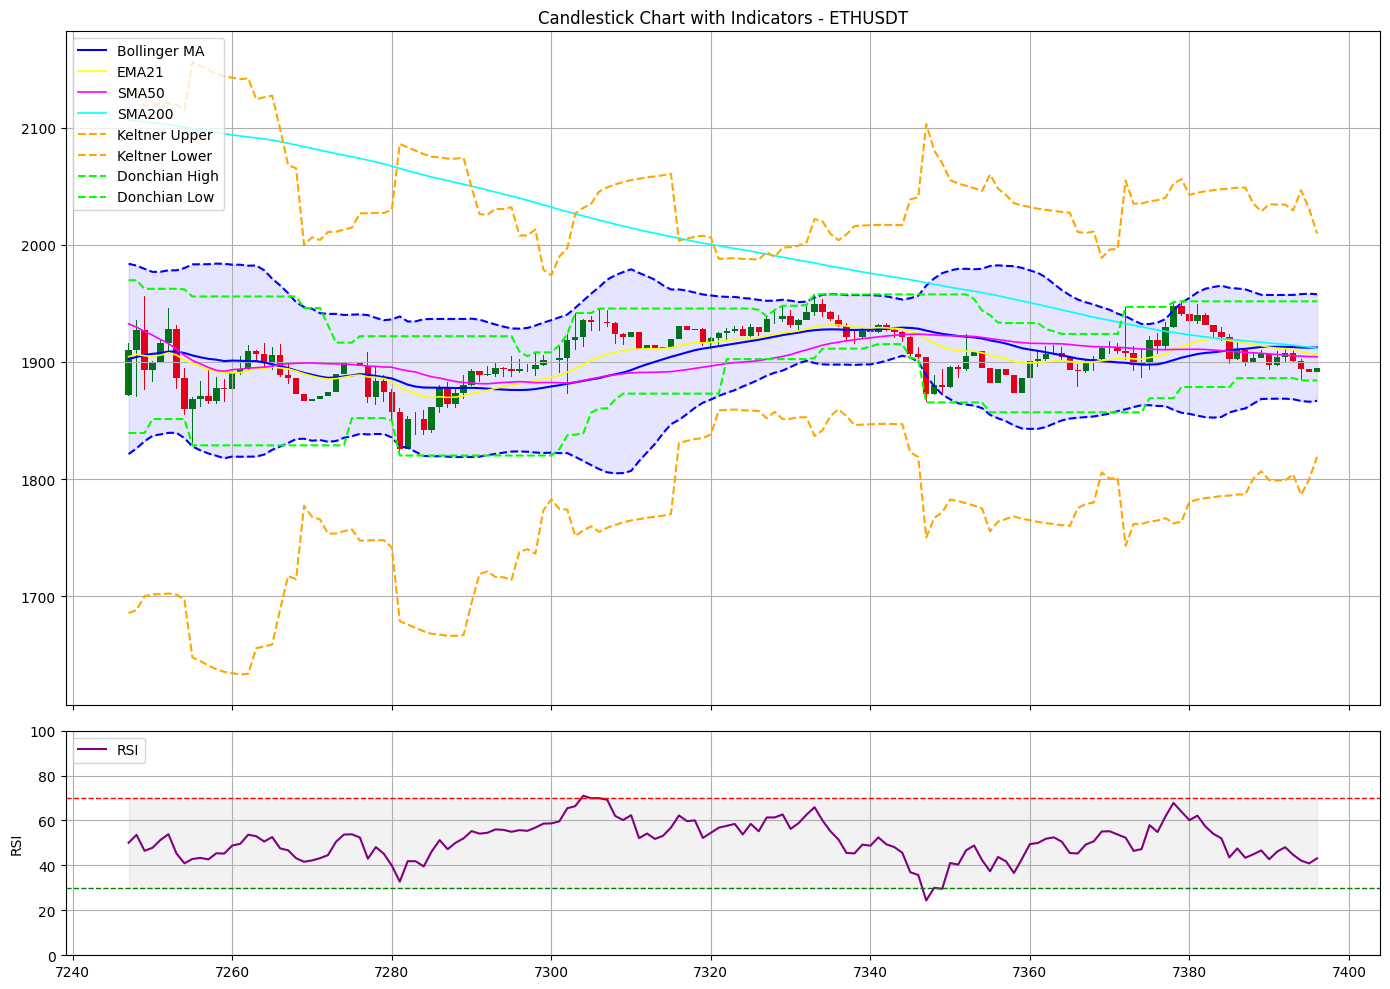 Candlestick Chart with Indicators - ETHUSDT
Bollinger MA
EMA21
SMA50
SMA200
Keltner Upper
Keltner Lower
Donchian High
Donchian Low
2100
2000
1900
1800
1700
RSI
100
80
60
40
20
0
RSI
7240
7260
7280
7300
7320
7340
7360
7380
7400